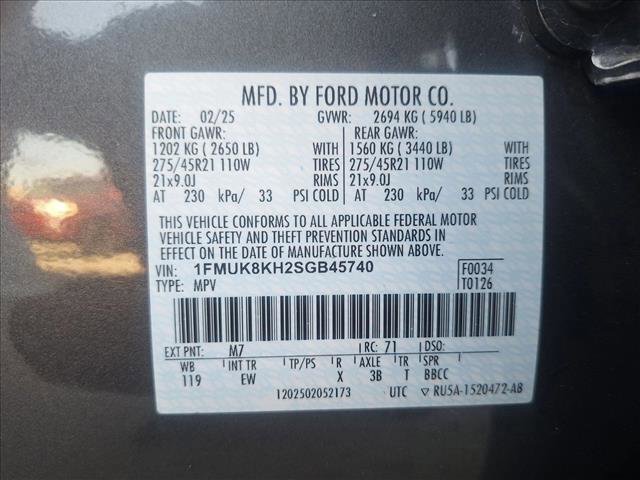 MFD. BY FORD MOTOR CO.
DATE: 02/25 GVWR: 2694 KG ( 5940 LB)
FRONT GAWR: REAR GAWR:
1202 KG ( 2650 LB) WITH 1560 KG ( 3440 LB) WITH
275/45R21 110W TIRES 275/45R21 110W TIRES
21x9.0J RIMS 21x9.0J RIMS
AT 230 kPa/ 33 PSI COLD AT 230 kPa/ 33 PSI COLD
THIS VEHICLE CONFORMS TO ALL APPLICABLE FEDERAL MOTOR
VEHICLE SAFETY AND THEFT PREVENTION STANDARDS IN
EFFECT ON THE DATE OF MANUFACTURE SHOWN ABOVE.
VIN: 1FMUK8KH2SGB45740 F0034
TYPE: MPV T0126
EXT PNT: M7 RC: 71 DSO:
WB INT TR TP/PS R AXLE TR SPR
119 EW X 3B T BBCC
1202502052173 UTC ▽ RU5A-1520472-AB